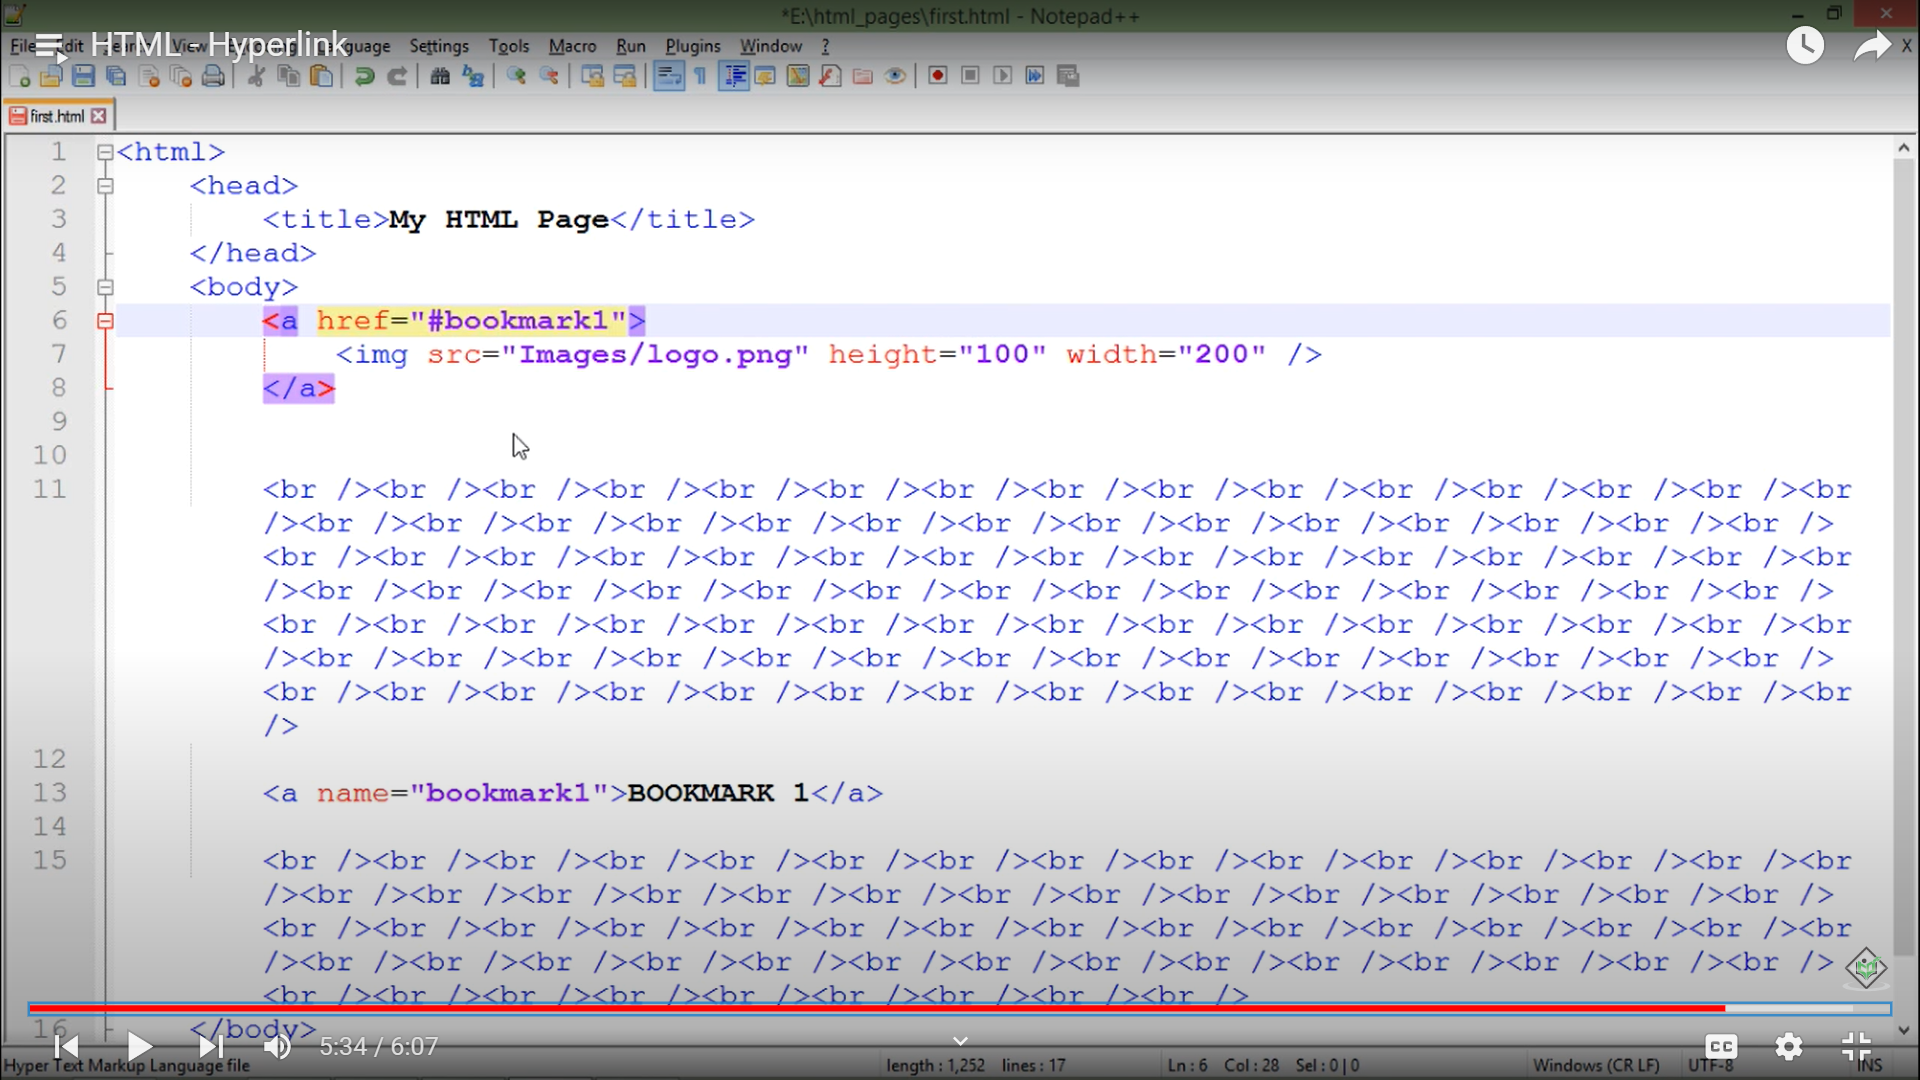 *E:\html_pages\first.html - Notepad++
HTML - Hyperlink
File Edit Search View Language Settings Tools Macro Run Plugins Window ? X
first.html
1 <html>
2 <head>
3 <title>My HTML Page</title>
4 </head>
5 <body>
6 <a href="#bookmark1">
7 <img src="Images/logo.png" height="100" width="200" />
8 </a>
9
10
11 <br /><br /><br /><br /><br /><br /><br /><br /><br /><br /><br /><br /><br /><br /><br
/><br /><br /><br /><br /><br /><br /><br /><br /><br /><br /><br /><br /><br /><br />
<br /><br /><br /><br /><br /><br /><br /><br /><br /><br /><br /><br /><br /><br /><br
/><br /><br /><br /><br /><br /><br /><br /><br /><br /><br /><br /><br /><br /><br />
<br /><br /><br /><br /><br /><br /><br /><br /><br /><br /><br /><br /><br /><br /><br
/><br /><br /><br /><br /><br /><br /><br /><br /><br /><br /><br /><br /><br /><br />
<br /><br /><br /><br /><br /><br /><br /><br /><br /><br /><br /><br /><br /><br /><br
/>
12
13 <a name="bookmark1">BOOKMARK 1</a>
14
15 <br /><br /><br /><br /><br /><br /><br /><br /><br /><br /><br /><br /><br /><br /><br
/><br /><br /><br /><br /><br /><br /><br /><br /><br /><br /><br /><br /><br /><br />
<br /><br /><br /><br /><br /><br /><br /><br /><br /><br /><br /><br /><br /><br /><br
/><br /><br /><br /><br /><br /><br /><br /><br /><br /><br /><br /><br /><br /><br />
<br /><br /><br /><br /><br /><br /><br /><br /><br />
16 </body>
5:34 / 6:07 CC
Hyper Text Markup Language file length : 1,252 lines : 17 Ln : 6 Col : 28 Sel : 0 | 0 Windows (CR LF) UTF-8 INS